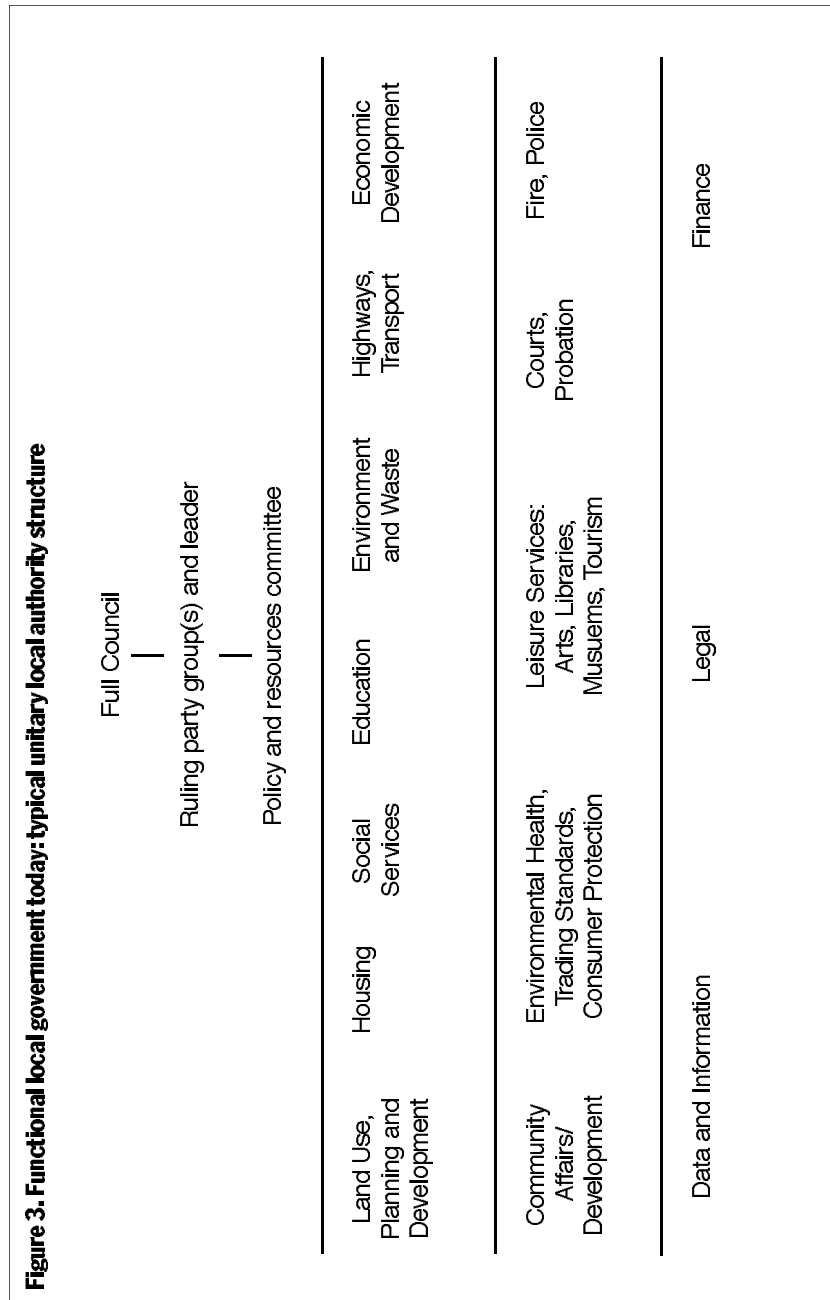 Figure 3. Functional local government today: typical unitary local authority structure
Full Council
Ruling party group(s) and leader
Policy and resources committee
Land Use,
Planning and
Development
Housing
Social
Services
Education
Environment
and Waste
Highways,
Transport
Economic
Development
Community
Affairs/
Development
Environmental Health,
Trading Standards,
Consumer Protection
Leisure Services:
Arts, Libraries,
Musuems, Tourism
Courts,
Probation
Fire, Police
Data and Information
Legal
Finance